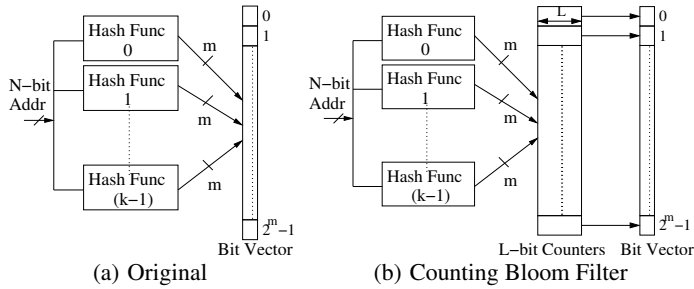 Hash Func
0
Hash Func
1
Hash Func
(k−1)
N−bit
Addr
m
m
m
0
1
2^m−1
Bit Vector
(a) Original
Hash Func
0
Hash Func
1
Hash Func
(k−1)
N−bit
Addr
m
m
m
L
0
1
2^m−1
L−bit Counters
Bit Vector
(b) Counting Bloom Filter